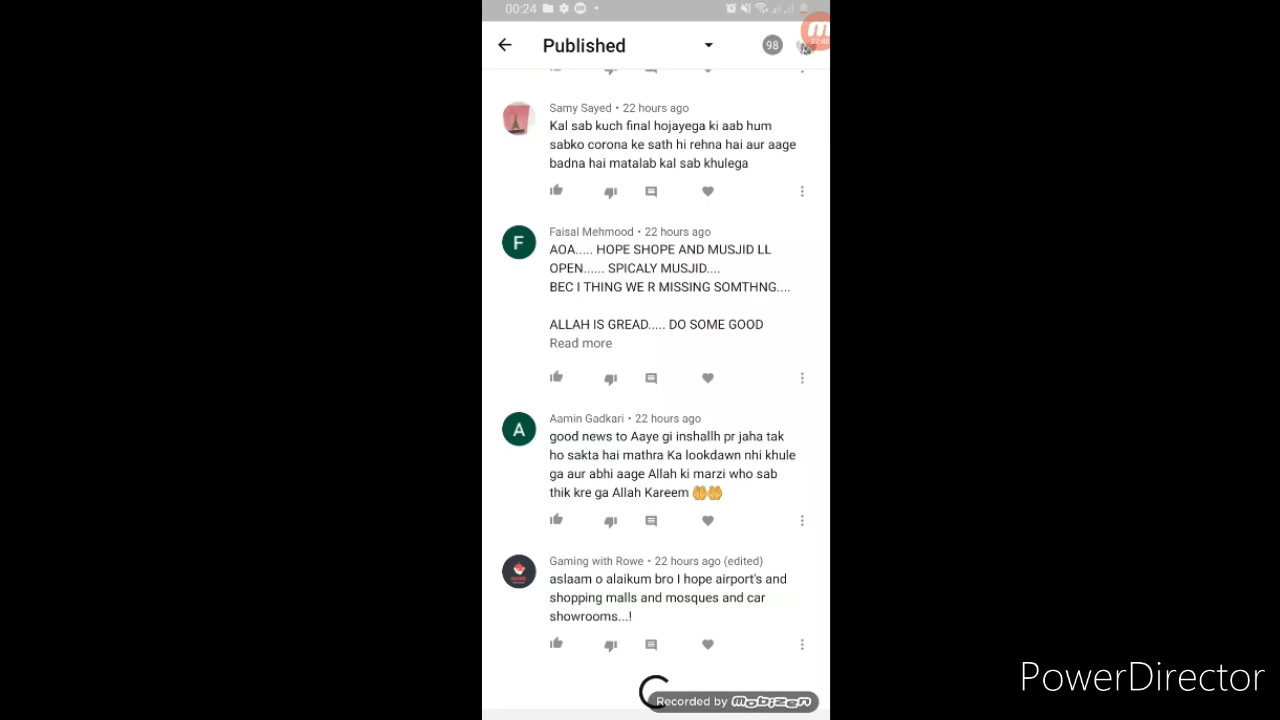 00:24
Published
98
27:46
Samy Sayed • 22 hours ago
Kal sab kuch final hojayega ki aab hum
sabko corona ke sath hi rehna hai aur aage
badna hai matalab kal sab khulega
F
Faisal Mehmood • 22 hours ago
AOA..... HOPE SHOPE AND MUSJID LL
OPEN...... SPICALY MUSJID....
BEC I THING WE R MISSING SOMTHNG....
ALLAH IS GREAD..... DO SOME GOOD
Read more
A
Aamin Gadkari • 22 hours ago
good news to Aaye gi inshallh pr jaha tak
ho sakta hai mathra Ka lookdawn nhi khule
ga aur abhi aage Allah ki marzi who sab
thik kre ga Allah Kareem 🤲🤲
Gaming with Rowe • 22 hours ago (edited)
aslaam o alaikum bro I hope airport's and
shopping malls and mosques and car
showrooms...!
Recorded by mobizen
PowerDirector